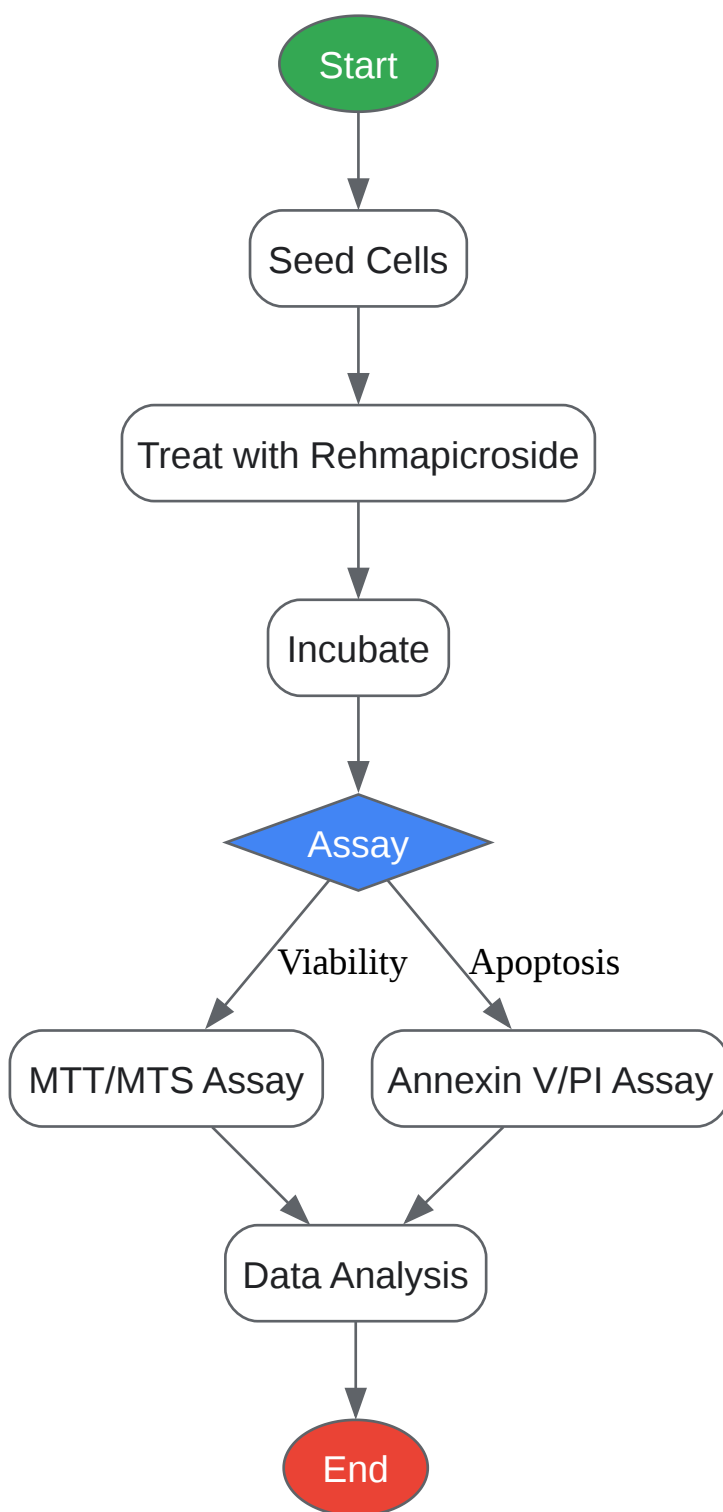 Start
Seed Cells
Treat with Rehmapicroside
Incubate
Assay
Viability
Apoptosis
MTT/MTS Assay
Annexin V/PI Assay
Data Analysis
End